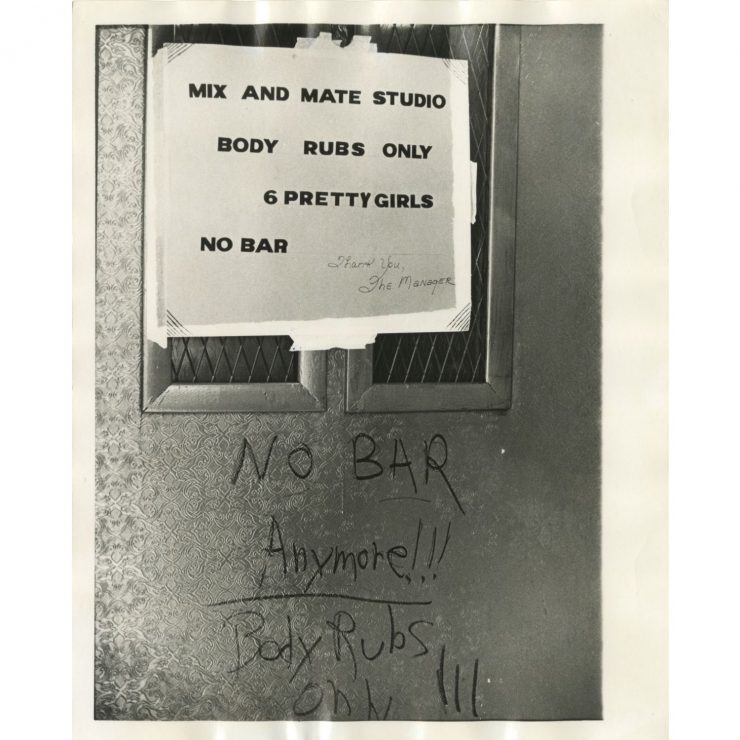 MIX AND MATE STUDIO
BODY RUBS ONLY
6 PRETTY GIRLS
NO BAR
Thank You,
The Manager
NO BAR
Anymore!!!
Body Rubs
only !!!